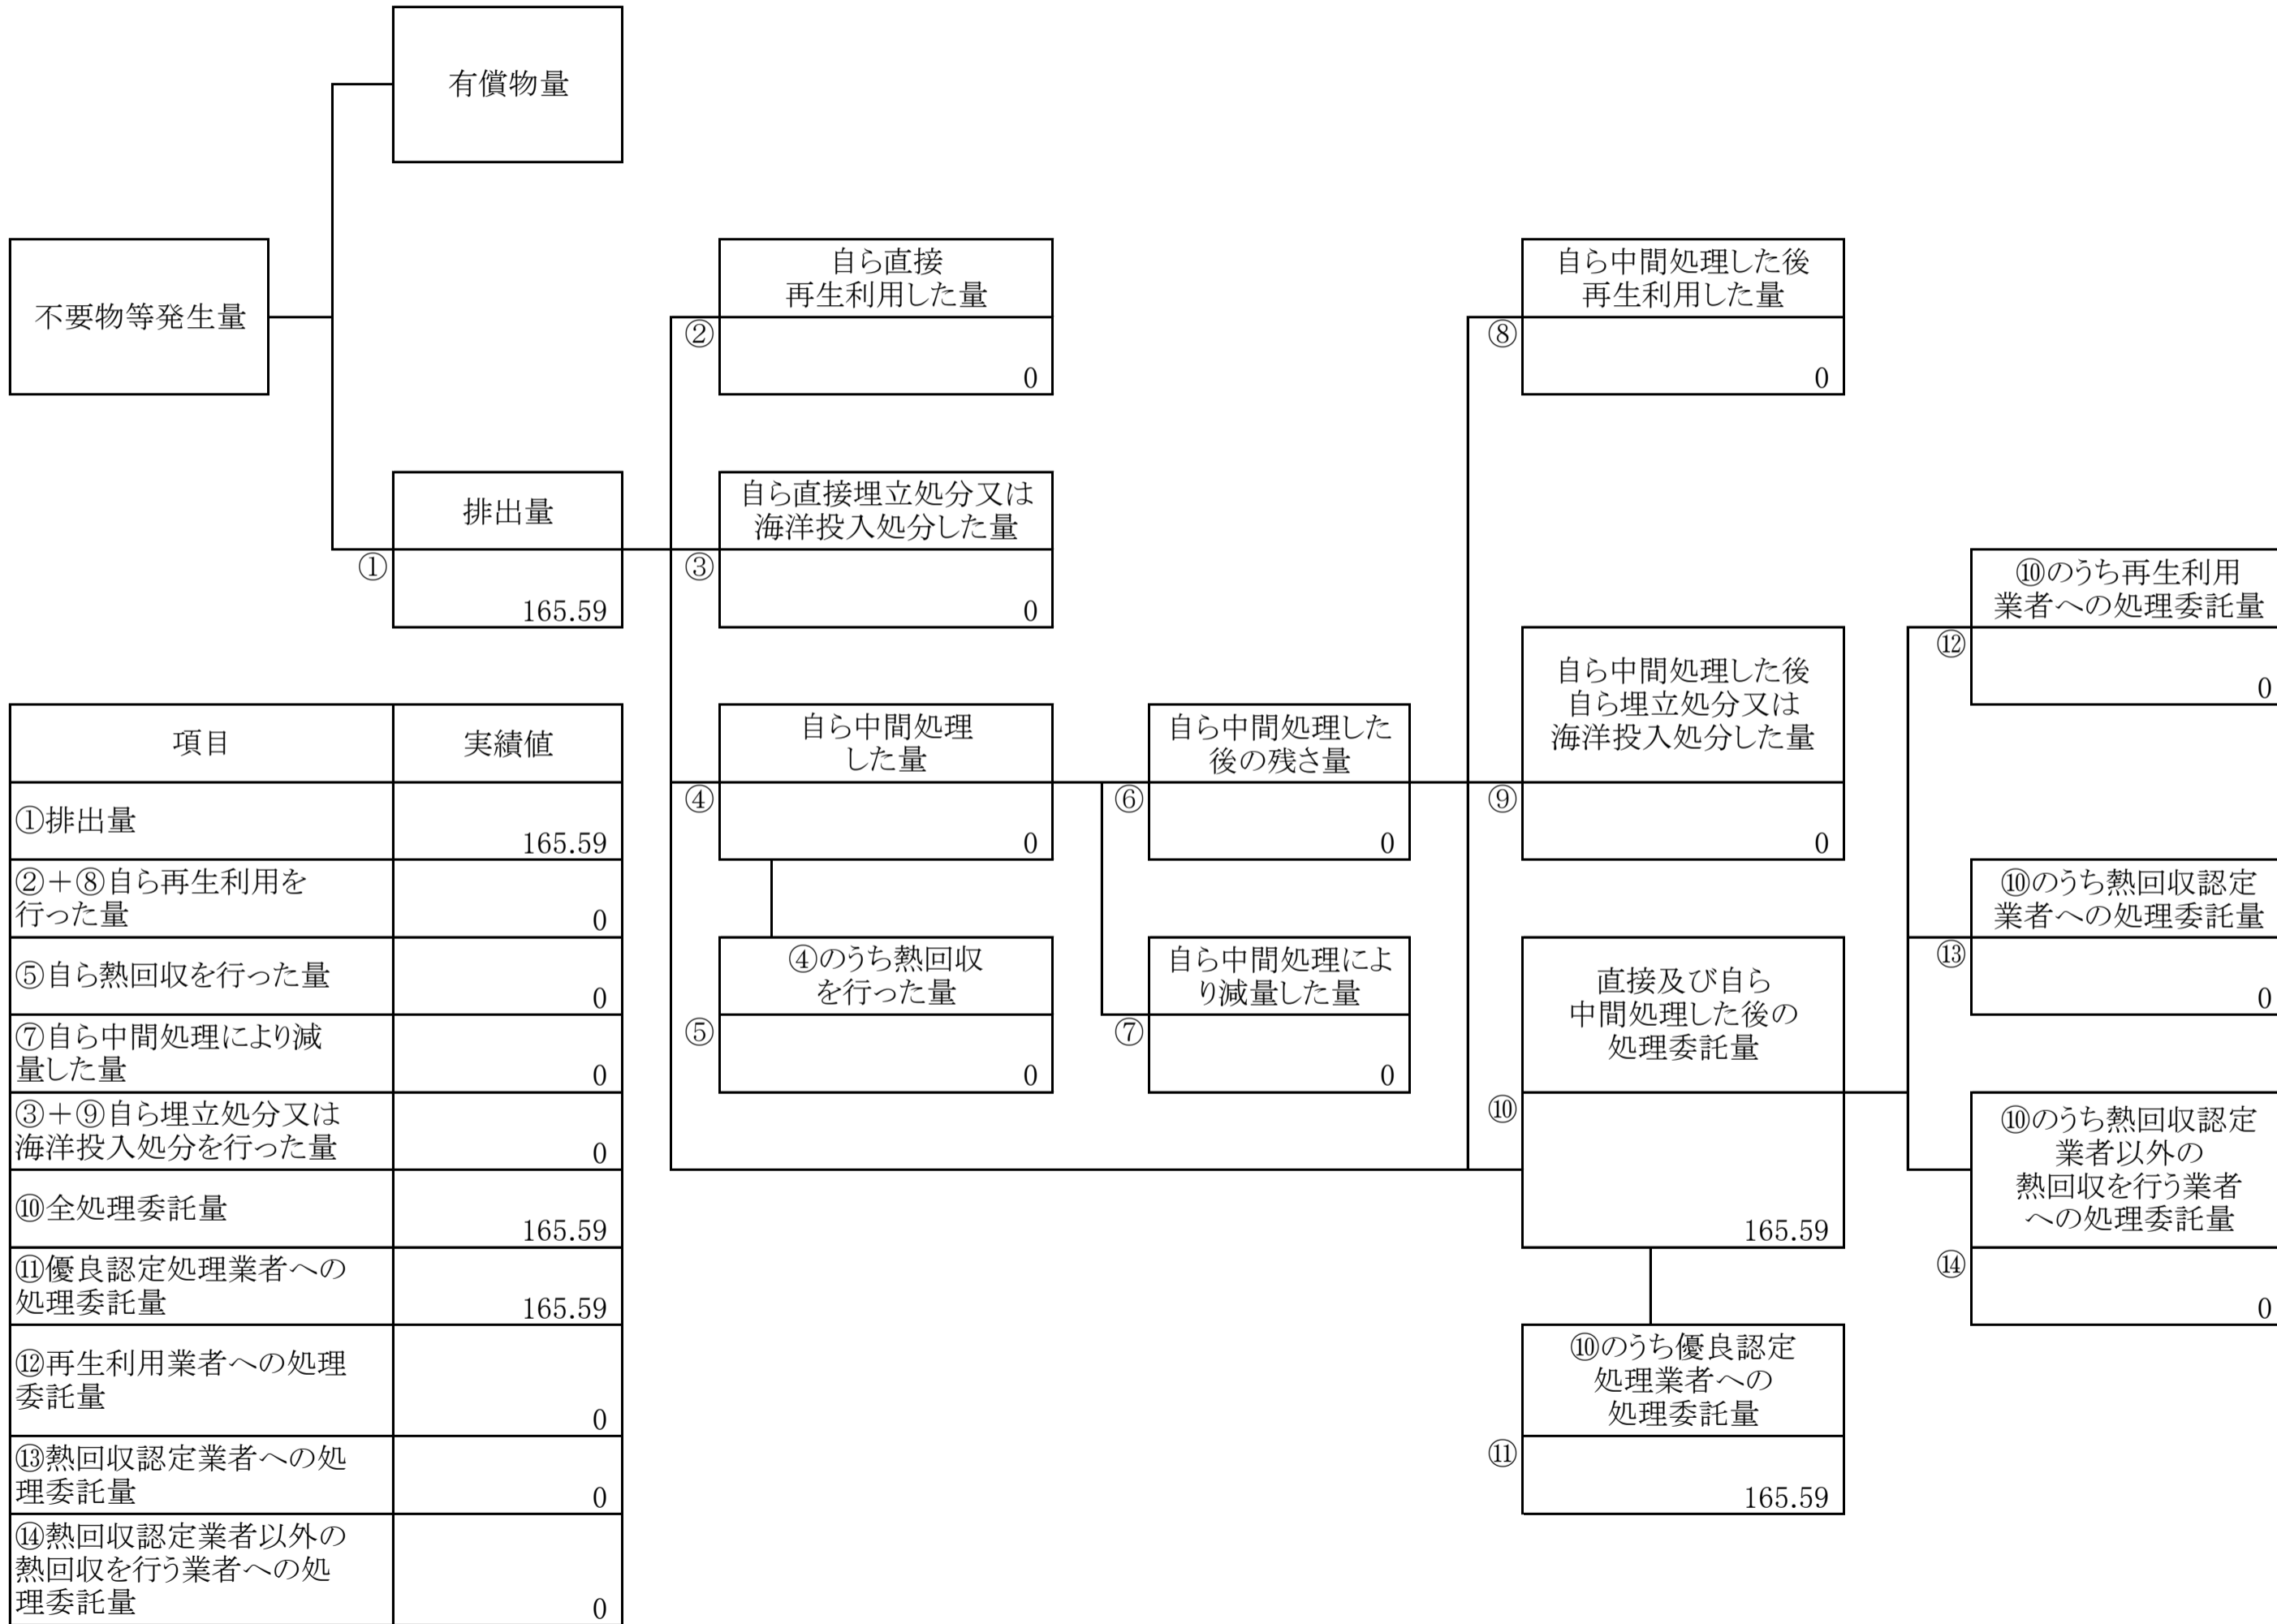 有償物量
不要物等発生量
自ら直接
再生利用した量
②
0
自ら中間処理した後
再生利用した量
⑧
0
排出量
①
165.59
自ら直接埋立処分又は
海洋投入処分した量
③
0
⑩のうち再生利用
業者への処理委託量
⑫
0
自ら中間処理
した量
④
0
自ら中間処理した
後の残さ量
⑥
0
自ら中間処理した後
自ら埋立処分又は
海洋投入処分した量
⑨
0
⑩のうち熱回収認定
業者への処理委託量
⑬
0
④のうち熱回収
を行った量
⑤
0
自ら中間処理によ
り減量した量
⑦
0
直接及び自ら
中間処理した後の
処理委託量
⑩
165.59
⑩のうち熱回収認定
業者以外の
熱回収を行う業者
への処理委託量
⑭
0
⑩のうち優良認定
処理業者への
処理委託量
⑪
165.59
項目
実績値
①排出量
165.59
②＋⑧自ら再生利用を
行った量
0
⑤自ら熱回収を行った量
0
⑦自ら中間処理により減
量した量
0
③＋⑨自ら埋立処分又は
海洋投入処分を行った量
0
⑩全処理委託量
165.59
⑪優良認定処理業者への
処理委託量
165.59
⑫再生利用業者への処理
委託量
0
⑬熱回収認定業者への処
理委託量
0
⑭熱回収認定業者以外の
熱回収を行う業者への処
理委託量
0